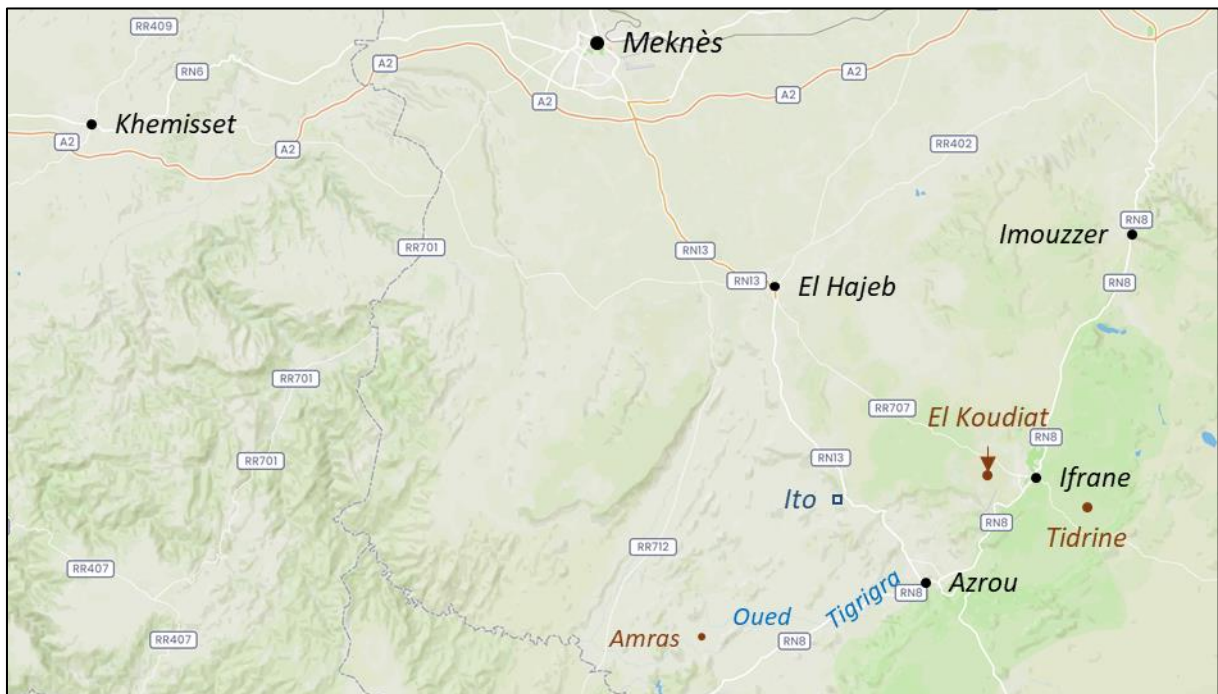 RR409
Meknès
A2
RN6
A2
A2
A2
Khemisset
A2
A2
RR402
Imouzzer
RN8
RR701
RN13
RN13
El Hajeb
RN8
RR701
RR707
El Koudiat
RN8
RR701
RN13
Ifrane
Ito
RN8
Tidrine
RR712
RR407
Azrou
RN8
Tigrigra
Oued
Amras
RN8
RR407